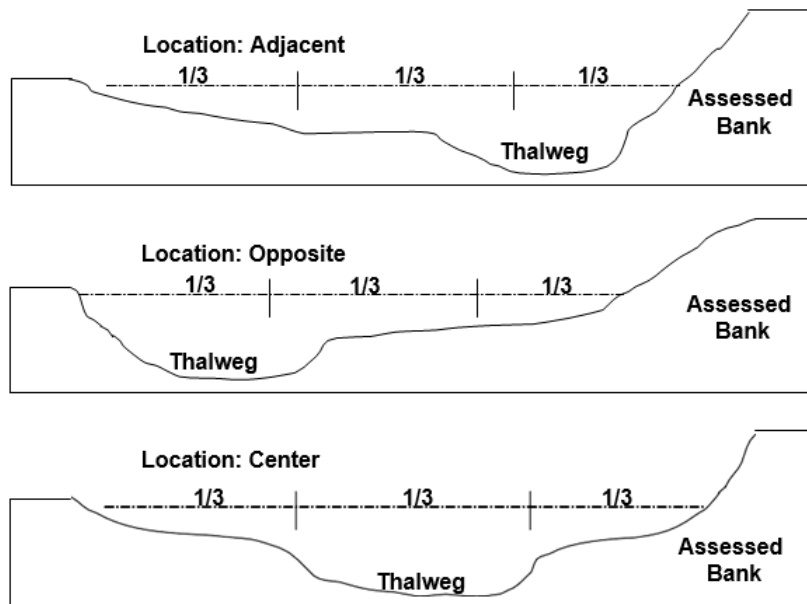 Location: Adjacent
1/3 1/3 1/3
Assessed
Bank
Thalweg
Location: Opposite
1/3 1/3 1/3
Assessed
Bank
Thalweg
Location: Center
1/3 1/3 1/3
Assessed
Bank
Thalweg